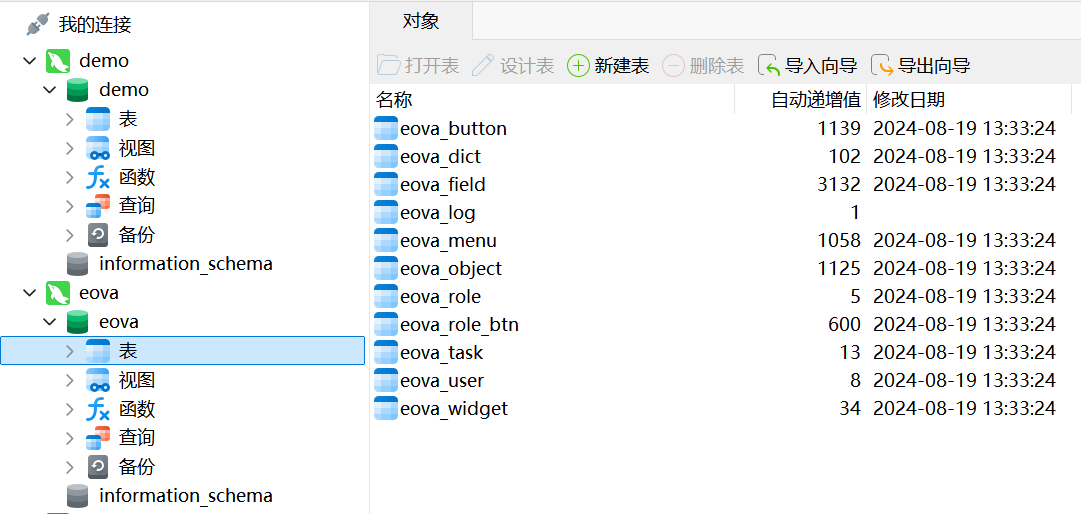 我的连接
demo
demo
表
视图
函数
查询
备份
information_schema
eova
eova
表
视图
函数
查询
备份
information_schema
对象
打开表 设计表 新建表 删除表 导入向导 导出向导
名称 自动递增值 修改日期
eova_button 1139 2024-08-19 13:33:24
eova_dict 102 2024-08-19 13:33:24
eova_field 3132 2024-08-19 13:33:24
eova_log 1
eova_menu 1058 2024-08-19 13:33:24
eova_object 1125 2024-08-19 13:33:24
eova_role 5 2024-08-19 13:33:24
eova_role_btn 600 2024-08-19 13:33:24
eova_task 13 2024-08-19 13:33:24
eova_user 8 2024-08-19 13:33:24
eova_widget 34 2024-08-19 13:33:24